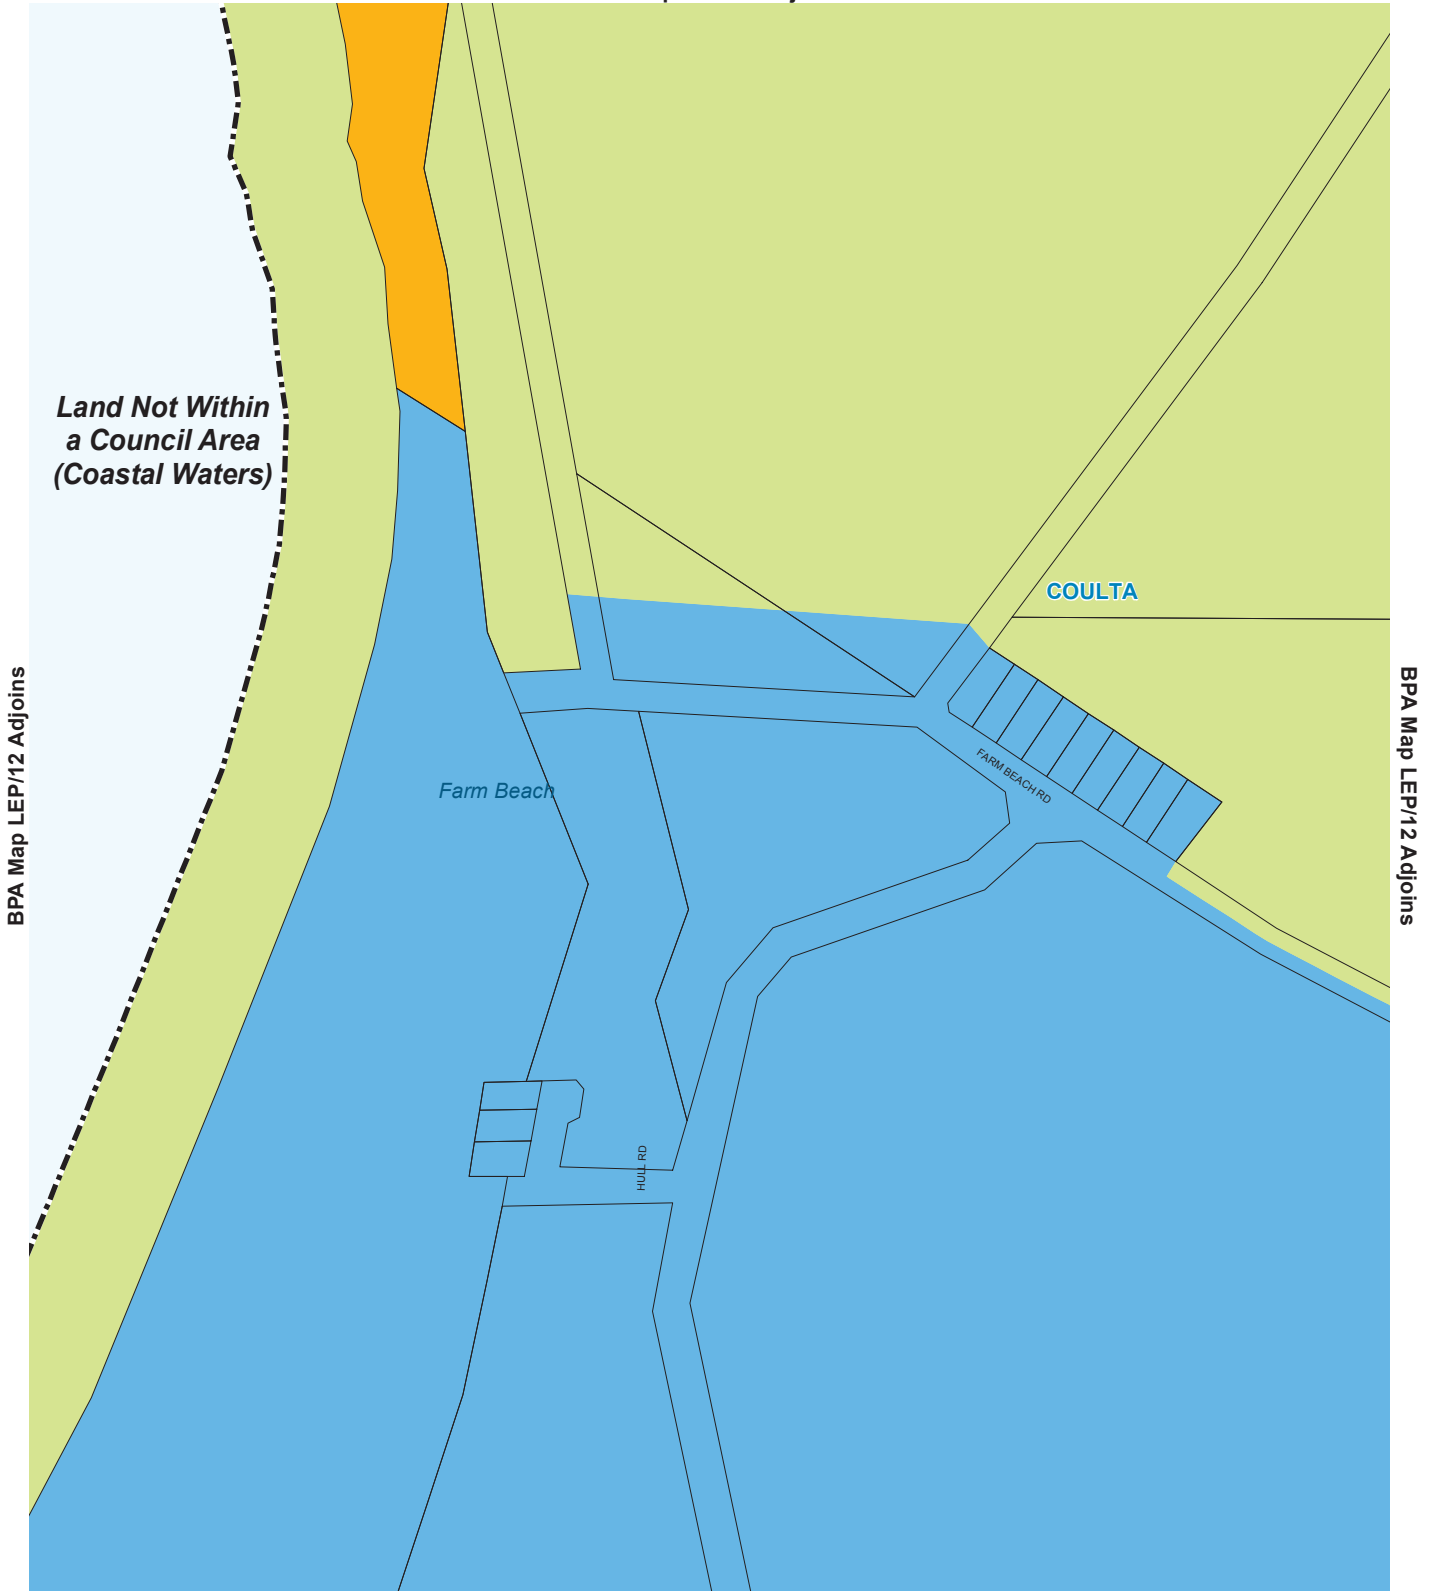 Land Not Within
a Council Area
(Coastal Waters)
COULTA
BPA Map LEP/12 Adjoins
BPA Map LEP/12 Adjoins
FARM BEACH RD
Farm Beach
HULL RD